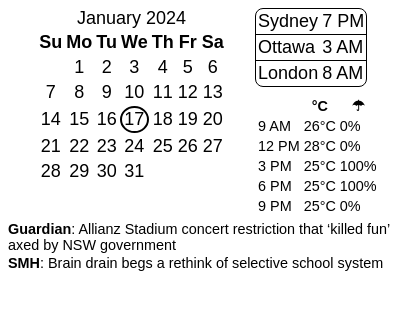 January 2024
Su Mo Tu We Th Fr Sa
1 2 3 4 5 6
7 8 9 10 11 12 13
14 15 16 17 18 19 20
21 22 23 24 25 26 27
28 29 30 31
Sydney 7 PM
Ottawa 3 AM
London 8 AM
°C ☂
9 AM 26°C 0%
12 PM 28°C 0%
3 PM 25°C 100%
6 PM 25°C 100%
9 PM 25°C 0%
Guardian: Allianz Stadium concert restriction that ‘killed fun’
axed by NSW government
SMH: Brain drain begs a rethink of selective school system